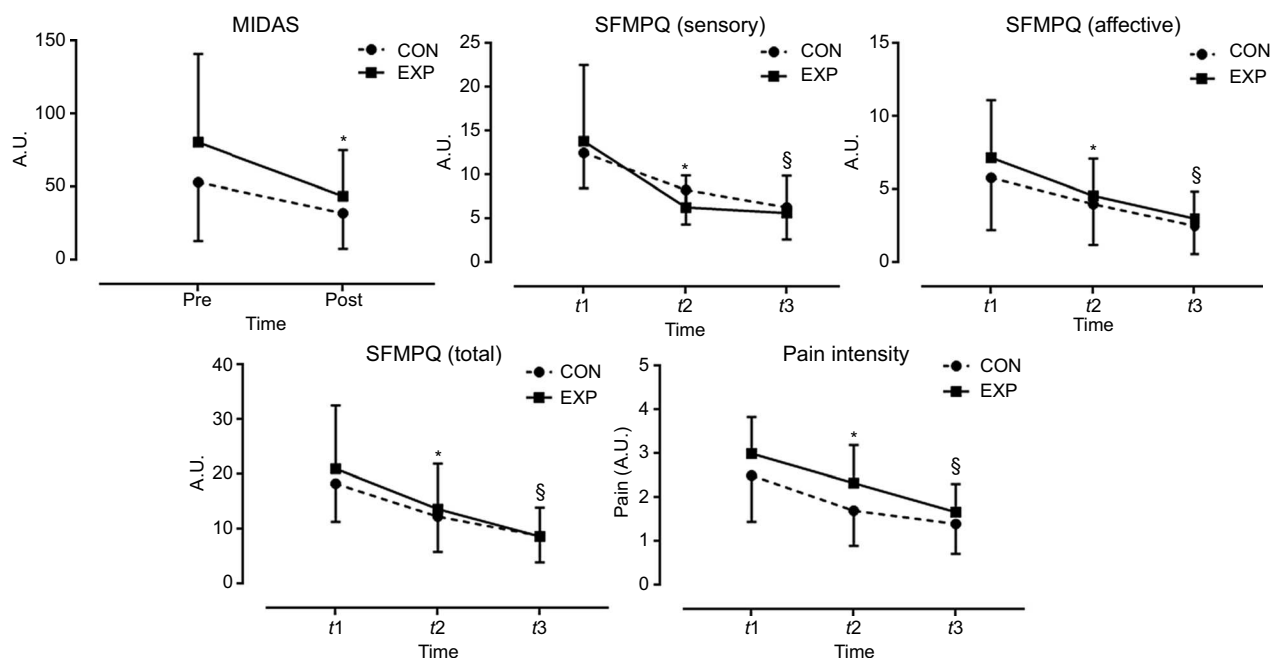 MIDAS
150
100
50
0
A.U.
CON
EXP
*
Pre
Post
Time
SFMPQ (sensory)
25
20
15
10
5
0
A.U.
CON
EXP
*
§
t1
t2
t3
Time
SFMPQ (affective)
15
10
5
0
A.U.
CON
EXP
*
§
t1
t2
t3
Time
SFMPQ (total)
40
30
20
10
0
A.U.
CON
EXP
*
§
t1
t2
t3
Time
Pain intensity
5
4
3
2
1
0
Pain (A.U.)
CON
EXP
*
§
t1
t2
t3
Time